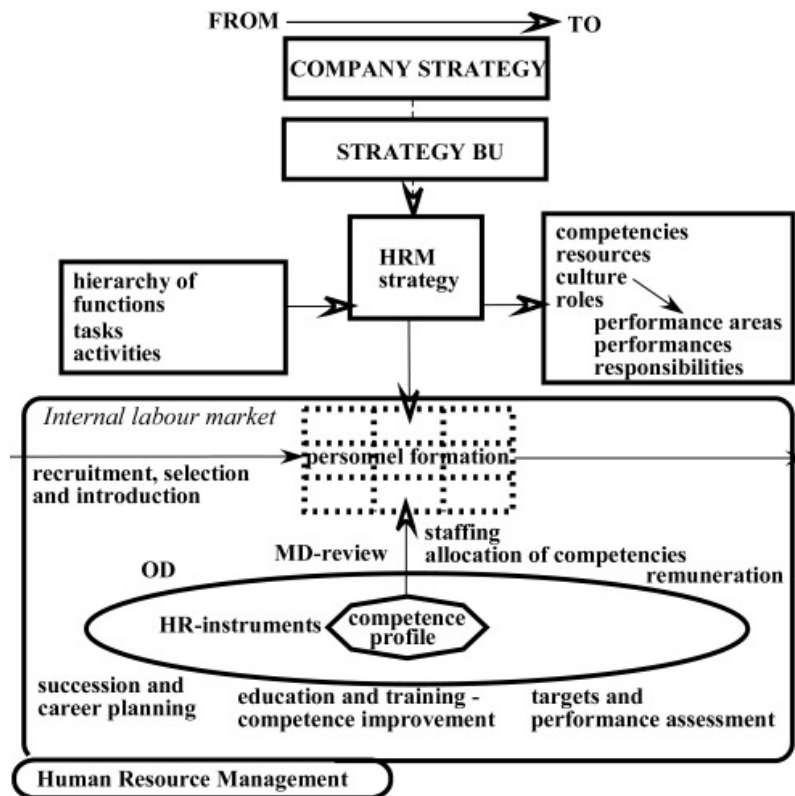 FROM TO
COMPANY STRATEGY
STRATEGY BU
HRM
strategy
hierarchy of
functions
tasks
activities
competencies
resources
culture
roles
performance areas
performances
responsibilities
Internal labour market
personnel formation
recruitment, selection
and introduction
staffing
allocation of competencies
MD-review
OD
remuneration
HR-instruments
competence
profile
succession and
career planning
education and training -
competence improvement
targets and
performance assessment
Human Resource Management